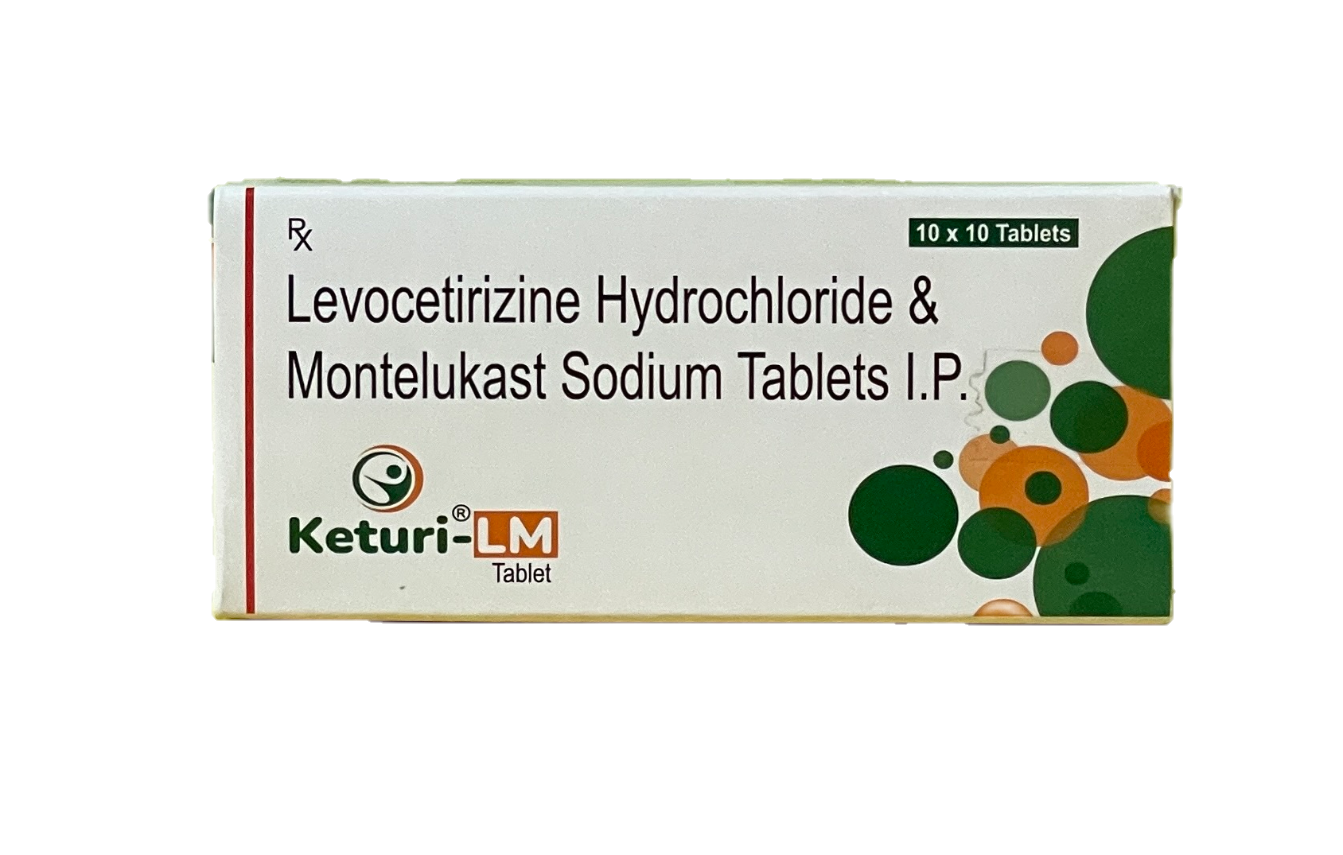 Rx
10 x 10 Tablets
Levocetirizine Hydrochloride &
Montelukast Sodium Tablets I.P.
Keturi-®LM
Tablet